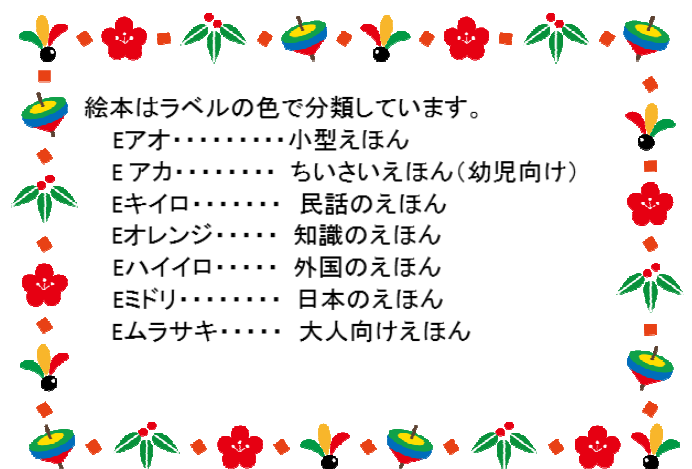 絵本はラベルの色で分類しています。
Eアオ・・・・・・・・・小型えほん
E アカ・・・・・・・・ ちいさいえほん(幼児向け)
Eキイロ・・・・・・・ 民話のえほん
Eオレンジ・・・・・ 知識のえほん
Eハイイロ・・・・・ 外国のえほん
Eミドリ・・・・・・・・ 日本のえほん
Eムラサキ・・・・・ 大人向けえほん